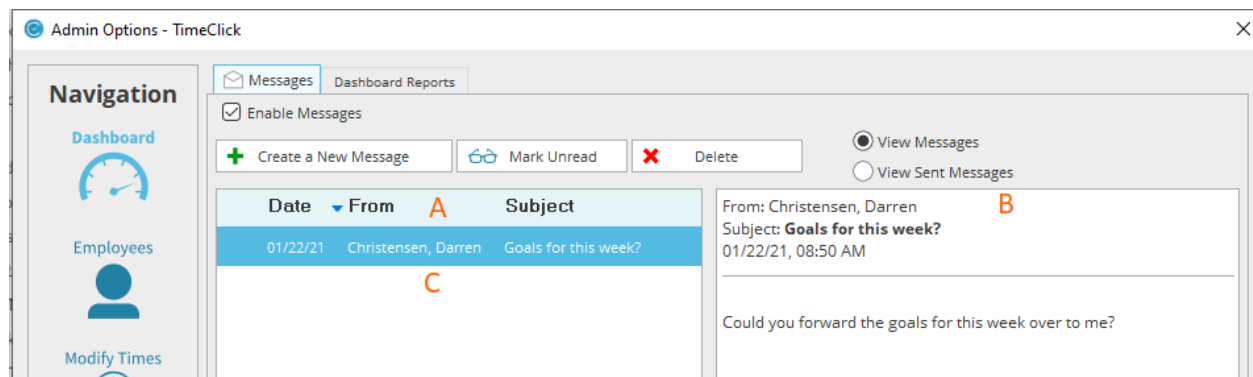 Admin Options - TimeClick
Navigation
Dashboard
Employees
Modify Times
Messages
Dashboard Reports
Enable Messages
Create a New Message
Mark Unread
Delete
View Messages
View Sent Messages
Date From A Subject
01/22/21 Christensen, Darren Goals for this week?
C
From: Christensen, Darren B
Subject: Goals for this week?
01/22/21, 08:50 AM
Could you forward the goals for this week over to me?